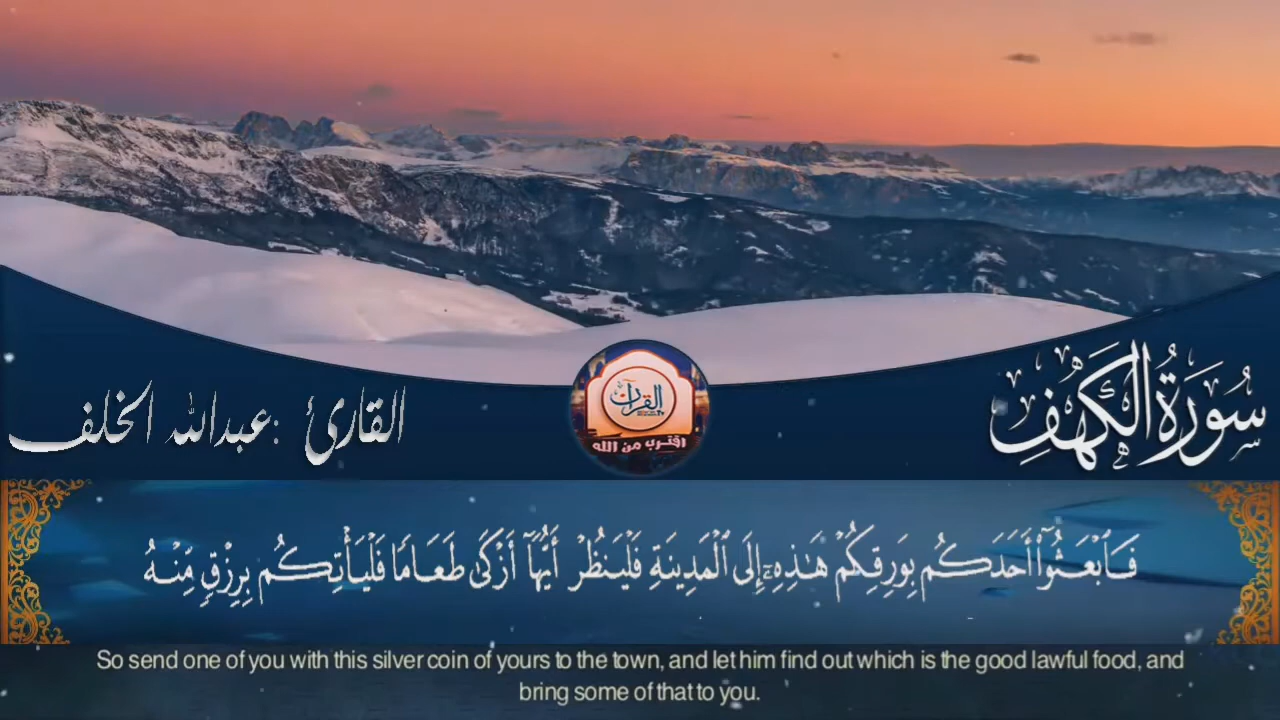 سُورَةُ الكَهْفِ
القارئ : عبدالله الخلف
القرآن
Tv
اقترب من الله
فَٱبْعَثُوٓا۟ أَحَدَكُم بِوَرِقِكُمْ هَٰذِهِۦٓ إِلَى ٱلْمَدِينَةِ فَلْيَنظُرْ أَيُّهَآ أَزْكَىٰ طَعَامًا فَلْيَأْتِكُم بِرِزْقٍ مِّنْهُ
So send one of you with this silver coin of yours to the town, and let him find out which is the good lawful food, and
bring some of that to you.